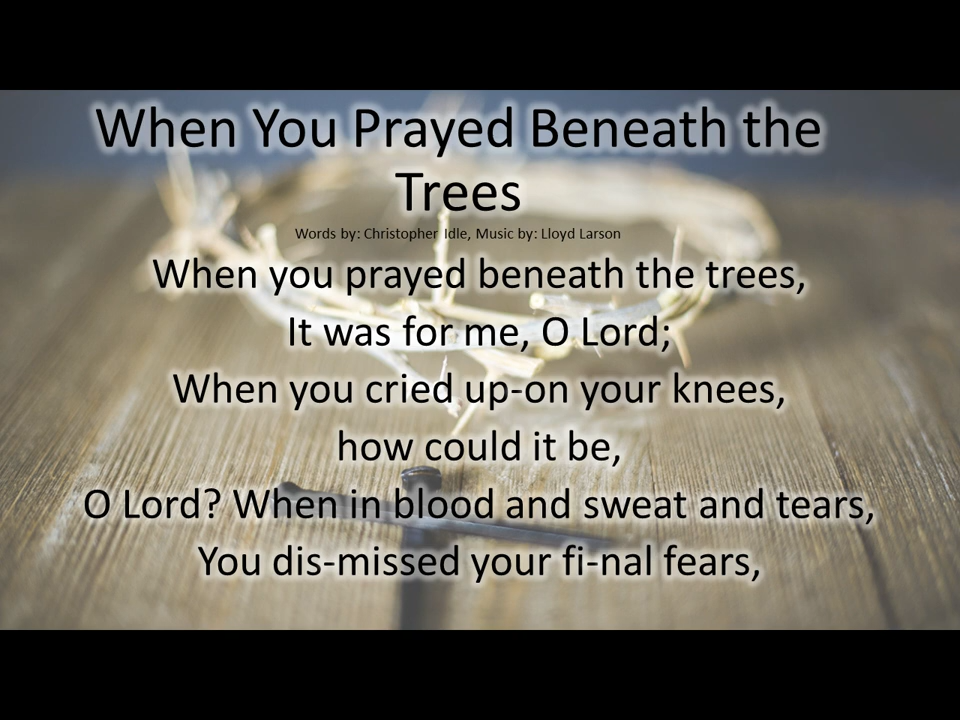 When You Prayed Beneath the
Trees
Words by: Christopher Idle, Music by: Lloyd Larson
When you prayed beneath the trees,
It was for me, O Lord;
When you cried up-on your knees,
how could it be,
O Lord? When in blood and sweat and tears,
You dis-missed your fi-nal fears,